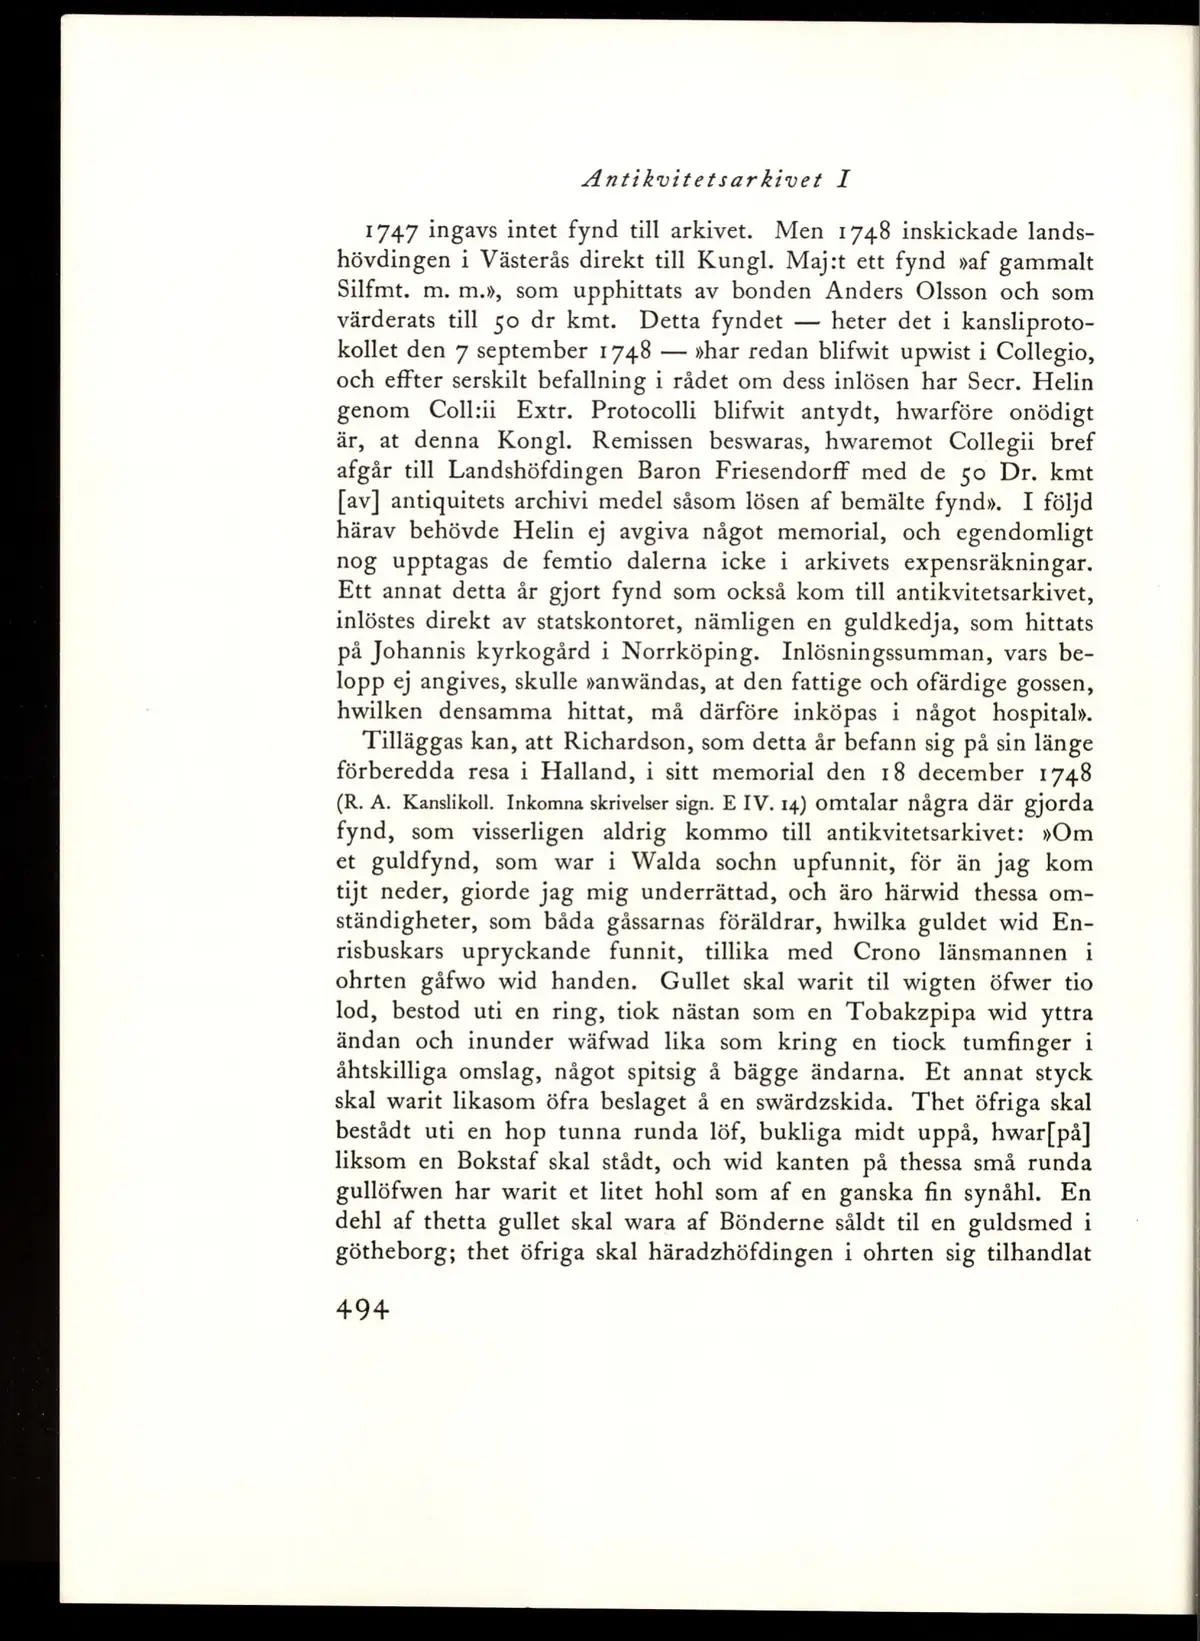 Antikvitetsarkivet I
1747 ingavs intet fynd till arkivet. Men 1748 inskickade lands-
hövdingen i Västerås direkt till Kungl. Maj:t ett fynd »af gammalt
Silfmt. m. m.», som upphittats av bonden Anders Olsson och som
värderats till 50 dr kmt. Detta fyndet — heter det i kansliproto-
kollet den 7 september 1748 — »har redan blifwit upwist i Collegio,
och effter serskilt befallning i rådet om dess inlösen har Secr. Helin
genom Coll:ii Extr. Protocolli blifwit antydt, hwarföre onödigt
är, at denna Kongl. Remissen beswaras, hwaremot Collegii bref
afgår till Landshöfdingen Baron Friesendorff med de 50 Dr. kmt
[av] antiquitets archivi medel såsom lösen af bemälte fynd». I följd
härav behövde Helin ej avgiva något memorial, och egendomligt
nog upptagas de femtio dalerna icke i arkivets expensräkningar.
Ett annat detta år gjort fynd som också kom till antikvitetsarkivet,
inlöstes direkt av statskontoret, nämligen en guldkedja, som hittats
på Johannis kyrkogård i Norrköping. Inlösningssumman, vars be-
lopp ej angives, skulle »anwändas, at den fattige och ofärdige gossen,
hwilken densamma hittat, må därföre inköpas i något hospital».
Tilläggas kan, att Richardson, som detta år befann sig på sin länge
förberedda resa i Halland, i sitt memorial den 18 december 1748
(R. A. Kanslikoll. Inkomna skrivelser sign. E IV. 14) omtalar några där gjorda
fynd, som visserligen aldrig kommo till antikvitetsarkivet: »Om
et guldfynd, som war i Walda sochn upfunnit, för än jag kom
tijt neder, giorde jag mig underrättad, och äro härwid thessa om-
ständigheter, som båda gåssarnas föräldrar, hwilka guldet wid En-
risbuskars upryckande funnit, tillika med Crono länsmannen i
ohrten gåfwo wid handen. Gullet skal warit til wigten öfwer tio
lod, bestod uti en ring, tiok nästan som en Tobakzpipa wid yttra
ändan och inunder wäfwad lika som kring en tiock tumfinger i
åhtskilliga omslag, något spitsig å bägge ändarna. Et annat styck
skal warit likasom öfra beslaget å en swärdzskida. Thet öfriga skal
bestådt uti en hop tunna runda löf, bukliga midt uppå, hwar[på]
liksom en Bokstaf skal stådt, och wid kanten på thessa små runda
gullöfwen har warit et litet hohl som af en ganska fin synåhl. En
dehl af thetta gullet skal wara af Bönderne såldt til en guldsmed i
götheborg; thet öfriga skal häradzhöfdingen i ohrten sig tilhandlat
494